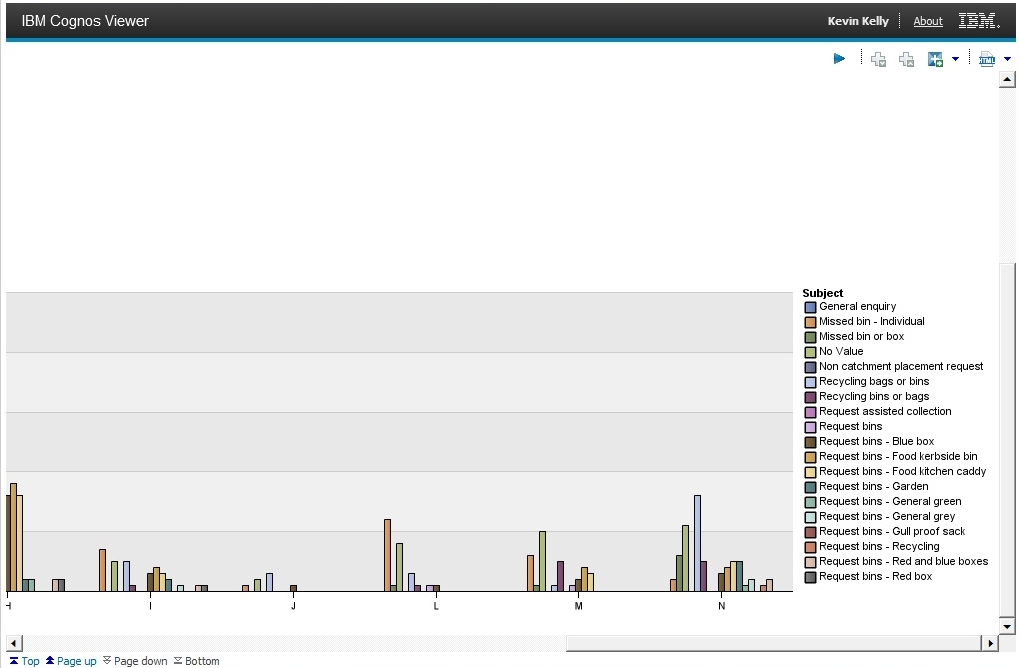 IBM Cognos Viewer
Kevin Kelly
About
IBM.
HTML
Subject
General enquiry
Missed bin - Individual
Missed bin or box
No Value
Non catchment placement request
Recycling bags or bins
Recycling bins or bags
Request assisted collection
Request bins
Request bins - Blue box
Request bins - Food kerbside bin
Request bins - Food kitchen caddy
Request bins - Garden
Request bins - General green
Request bins - General grey
Request bins - Gull proof sack
Request bins - Recycling
Request bins - Red and blue boxes
Request bins - Red box
H I J L M N
Top Page up Page down Bottom